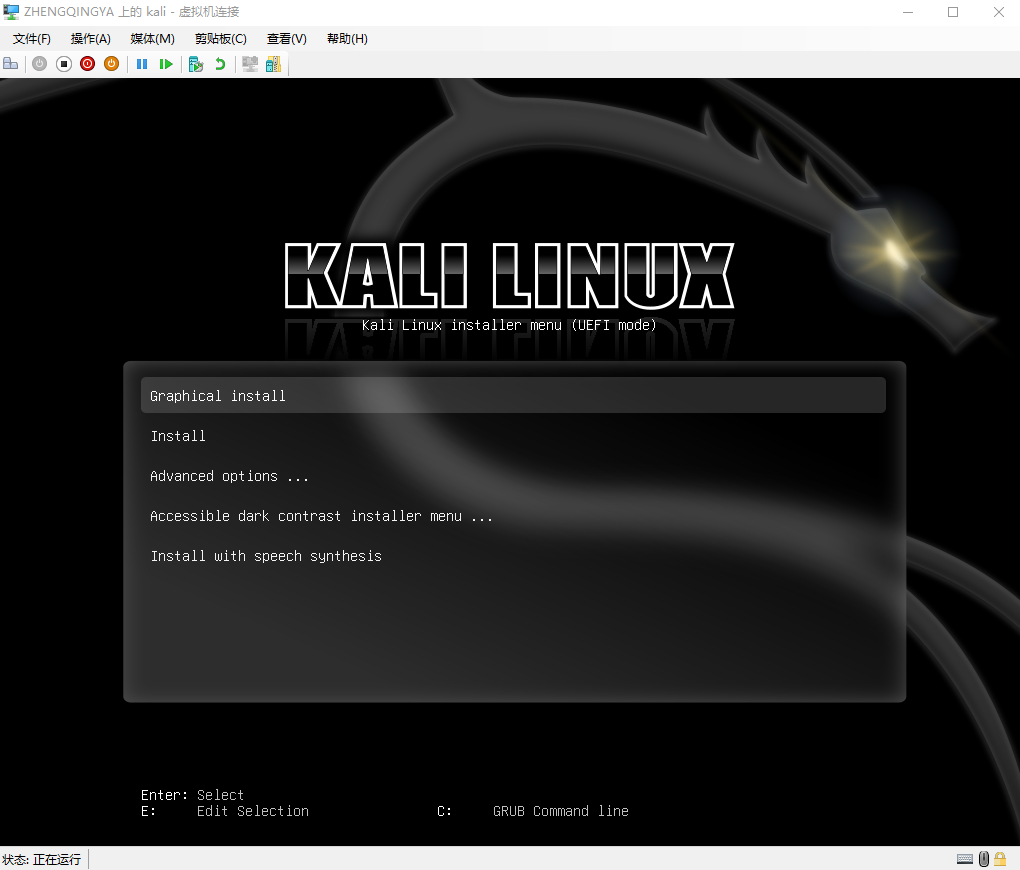 ZHENGQINGYA 上的 kali - 虚拟机连接
文件(F) 操作(A) 媒体(M) 剪贴板(C) 查看(V) 帮助(H)
KALI LINUX
Kali Linux installer menu (UEFI mode)
Graphical install
Install
Advanced options ...
Accessible dark contrast installer menu ...
Install with speech synthesis
Enter: Select
E: Edit Selection C: GRUB Command line
状态: 正在运行